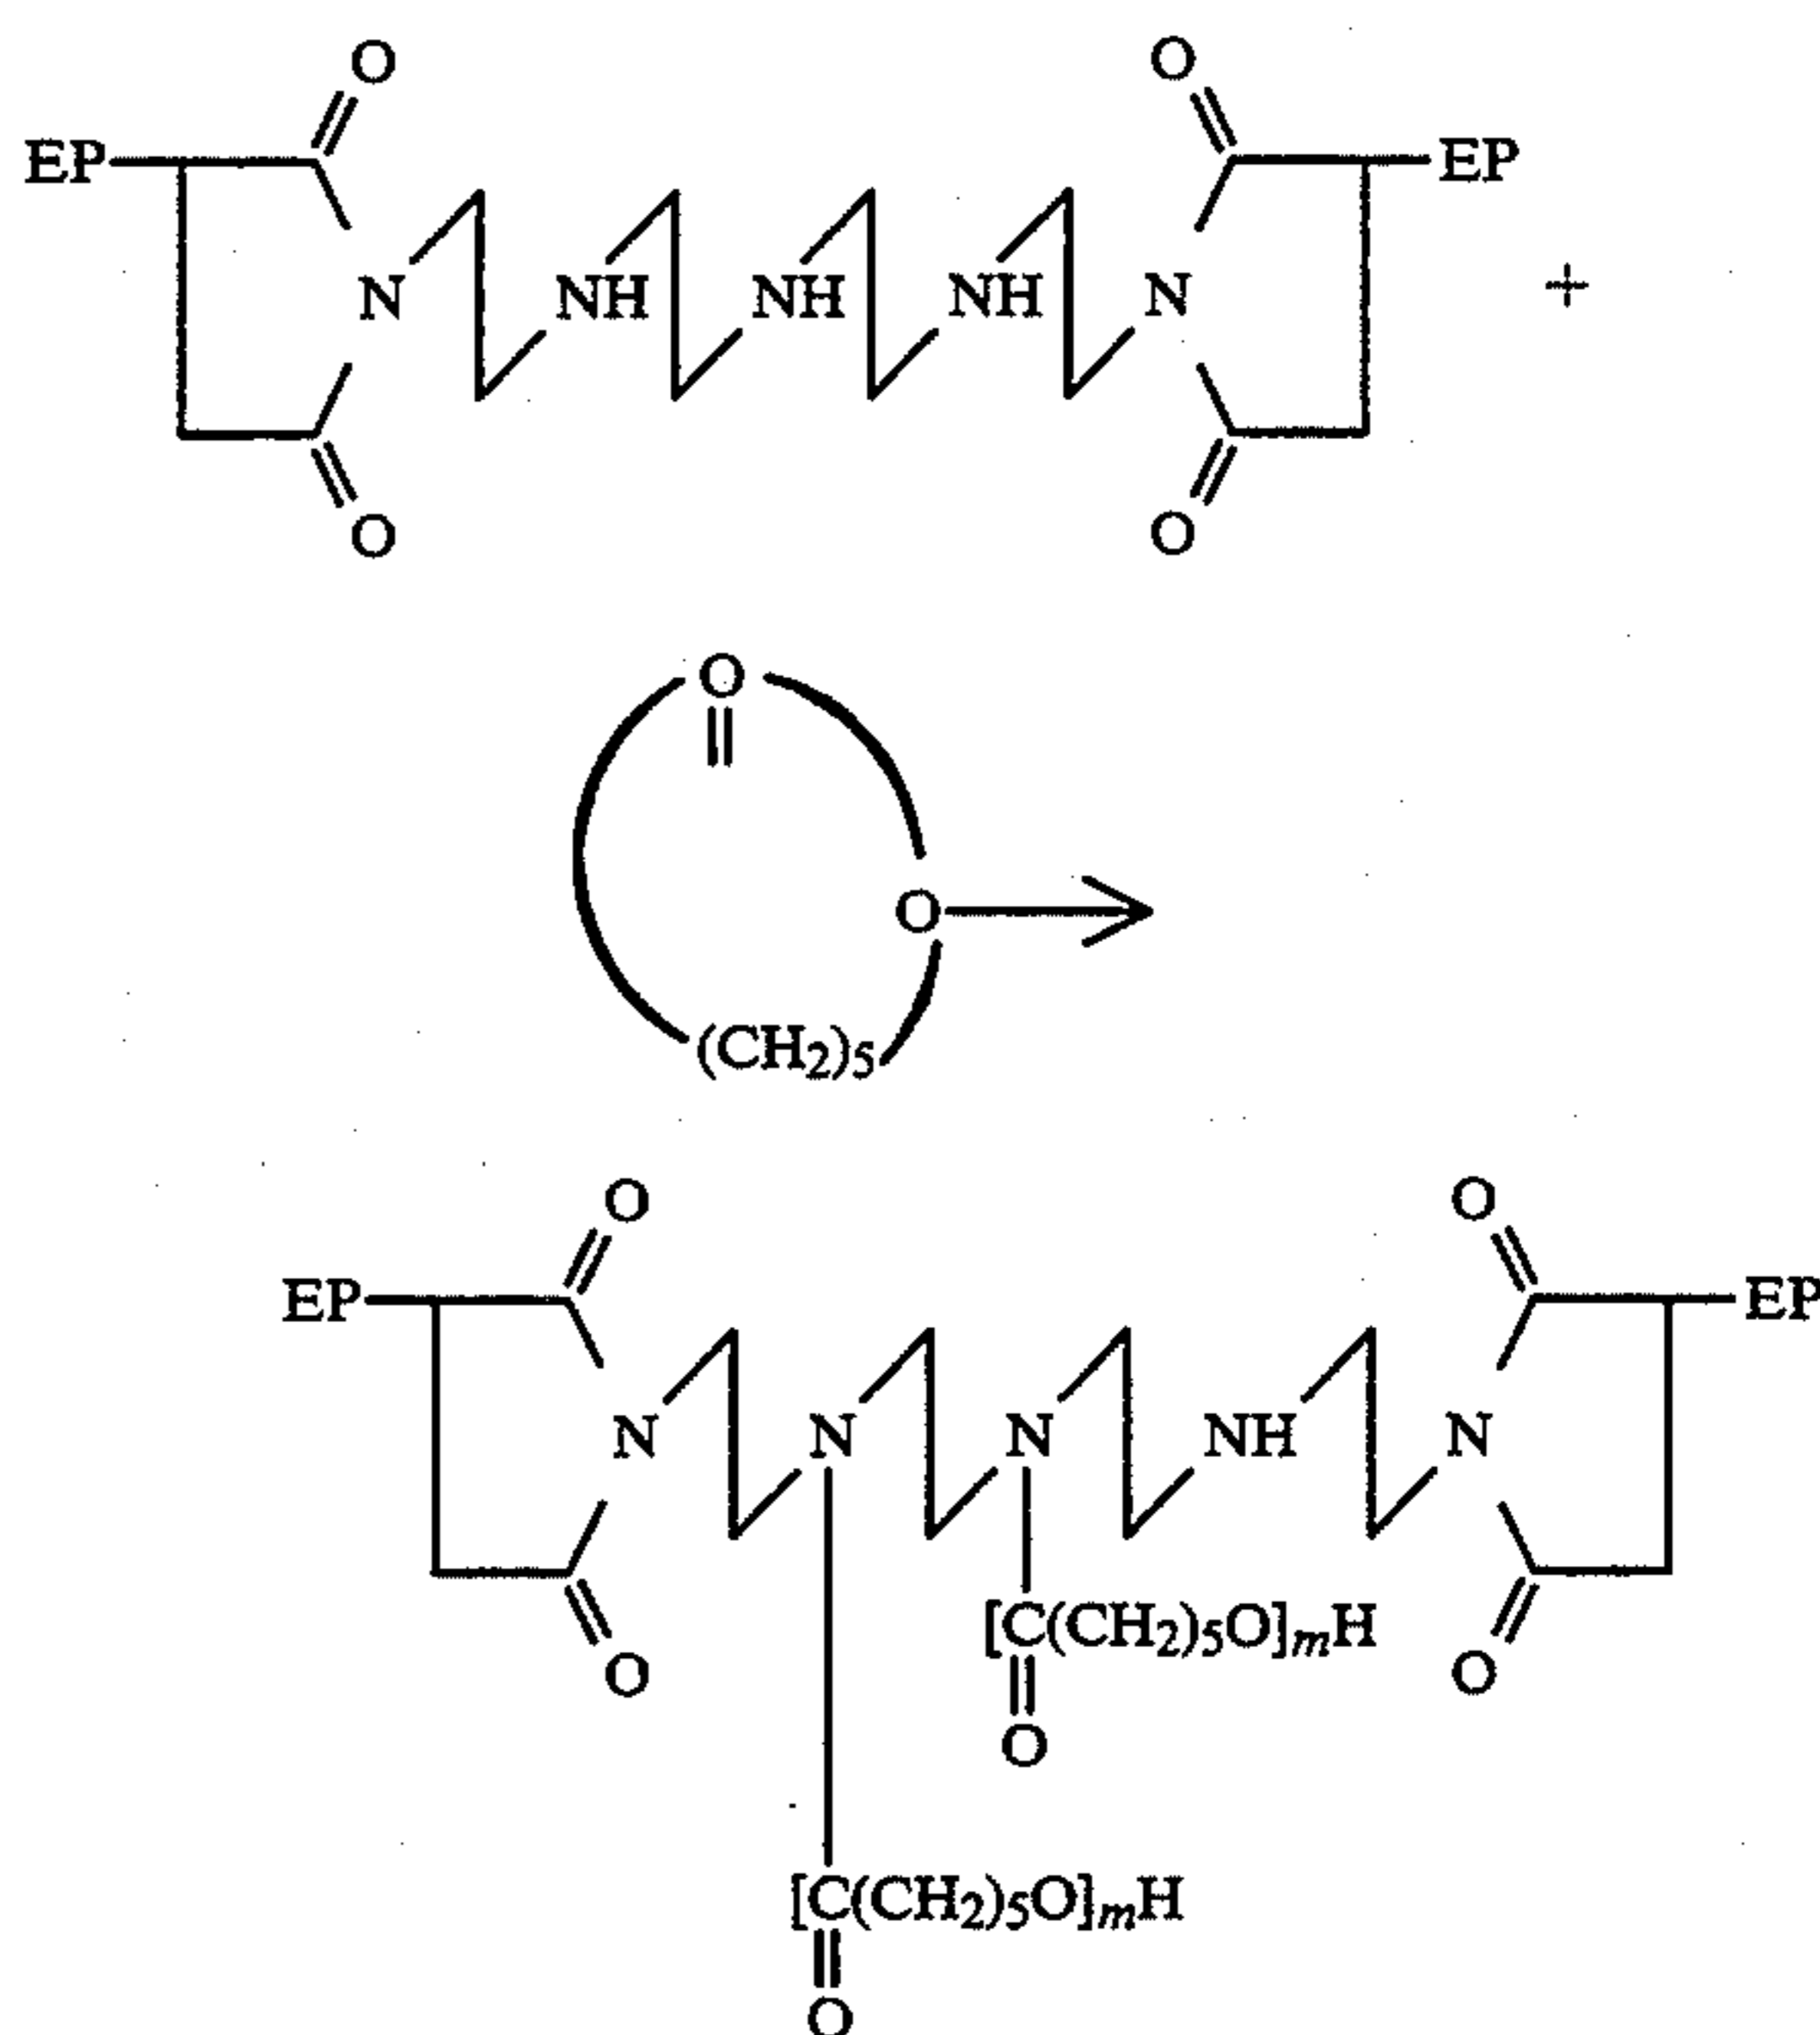 O O
EP EP
N NH NH NH N +
O O
O
||
O
(CH₂)₅
O O
EP EP
N N N NH N
[C(CH₂)₅O]ₘH
O O
||
O
[C(CH₂)₅O]ₘH
||
O